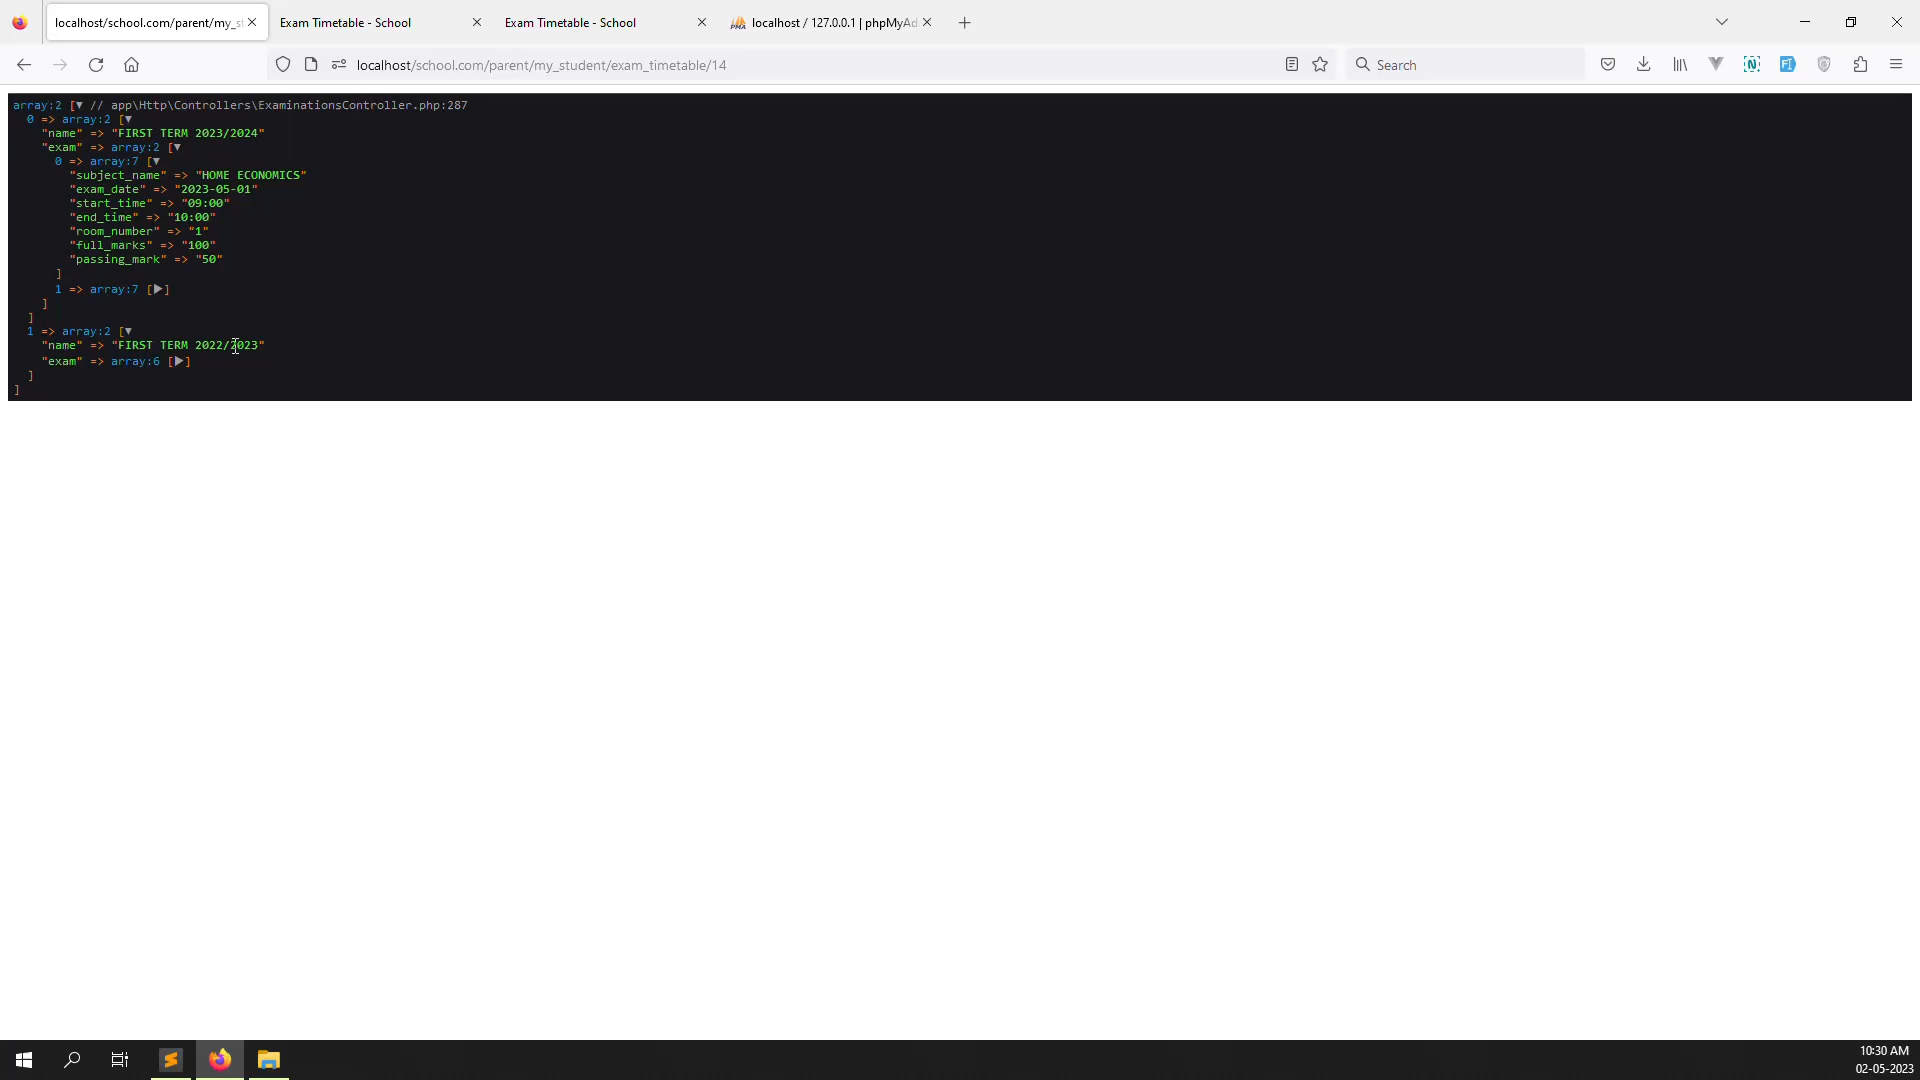 localhost/school.com/parent/my_s
Exam Timetable - School
Exam Timetable - School
localhost / 127.0.0.1 | phpMyAd
localhost/school.com/parent/my_student/exam_timetable/14
Search
array:2 [▼ // app\Http\Controllers\ExaminationsController.php:287
0 => array:2 [▼
"name" => "FIRST TERM 2023/2024"
"exam" => array:2 [▼
0 => array:7 [▼
"subject_name" => "HOME ECONOMICS"
"exam_date" => "2023-05-01"
"start_time" => "09:00"
"end_time" => "10:00"
"room_number" => "1"
"full_marks" => "100"
"passing_mark" => "50"
]
1 => array:7 [▶]
]
]
1 => array:2 [▼
"name" => "FIRST TERM 2022/2023"
"exam" => array:6 [▶]
]
]
10:30 AM
02-05-2023